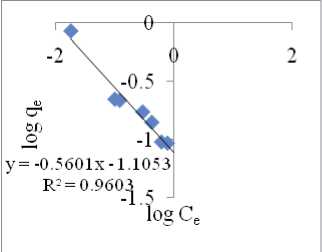 0
-2
0
2
-0.5
-1
-1.5
log qe
y = -0.5601x - 1.1053
R² = 0.9603
log Ce